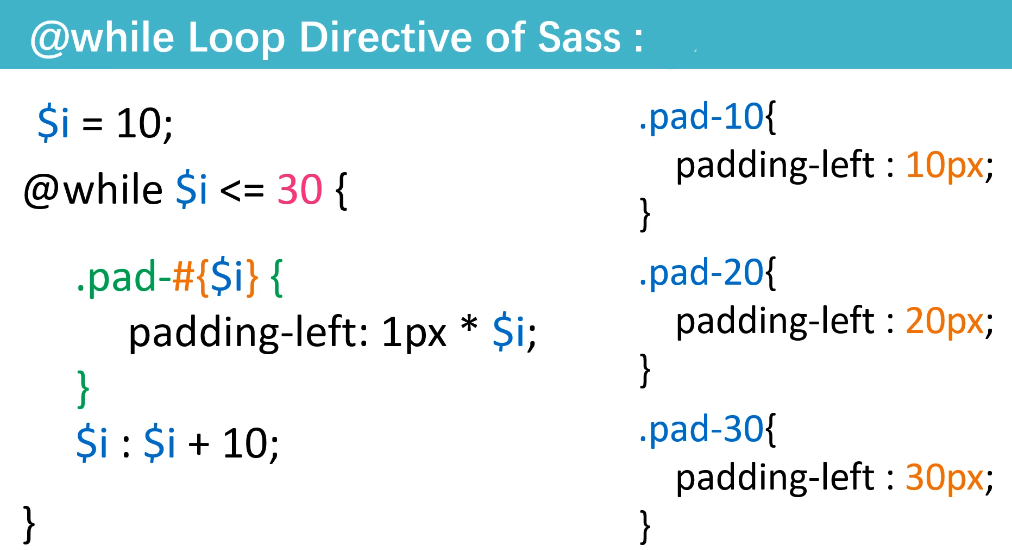 @while Loop Directive of Sass :
$i = 10;
@while $i <= 30 {
.pad-#{$i} {
padding-left: 1px * $i;
}
$i : $i + 10;
}
.pad-10{
padding-left : 10px;
}
.pad-20{
padding-left : 20px;
}
.pad-30{
padding-left : 30px;
}